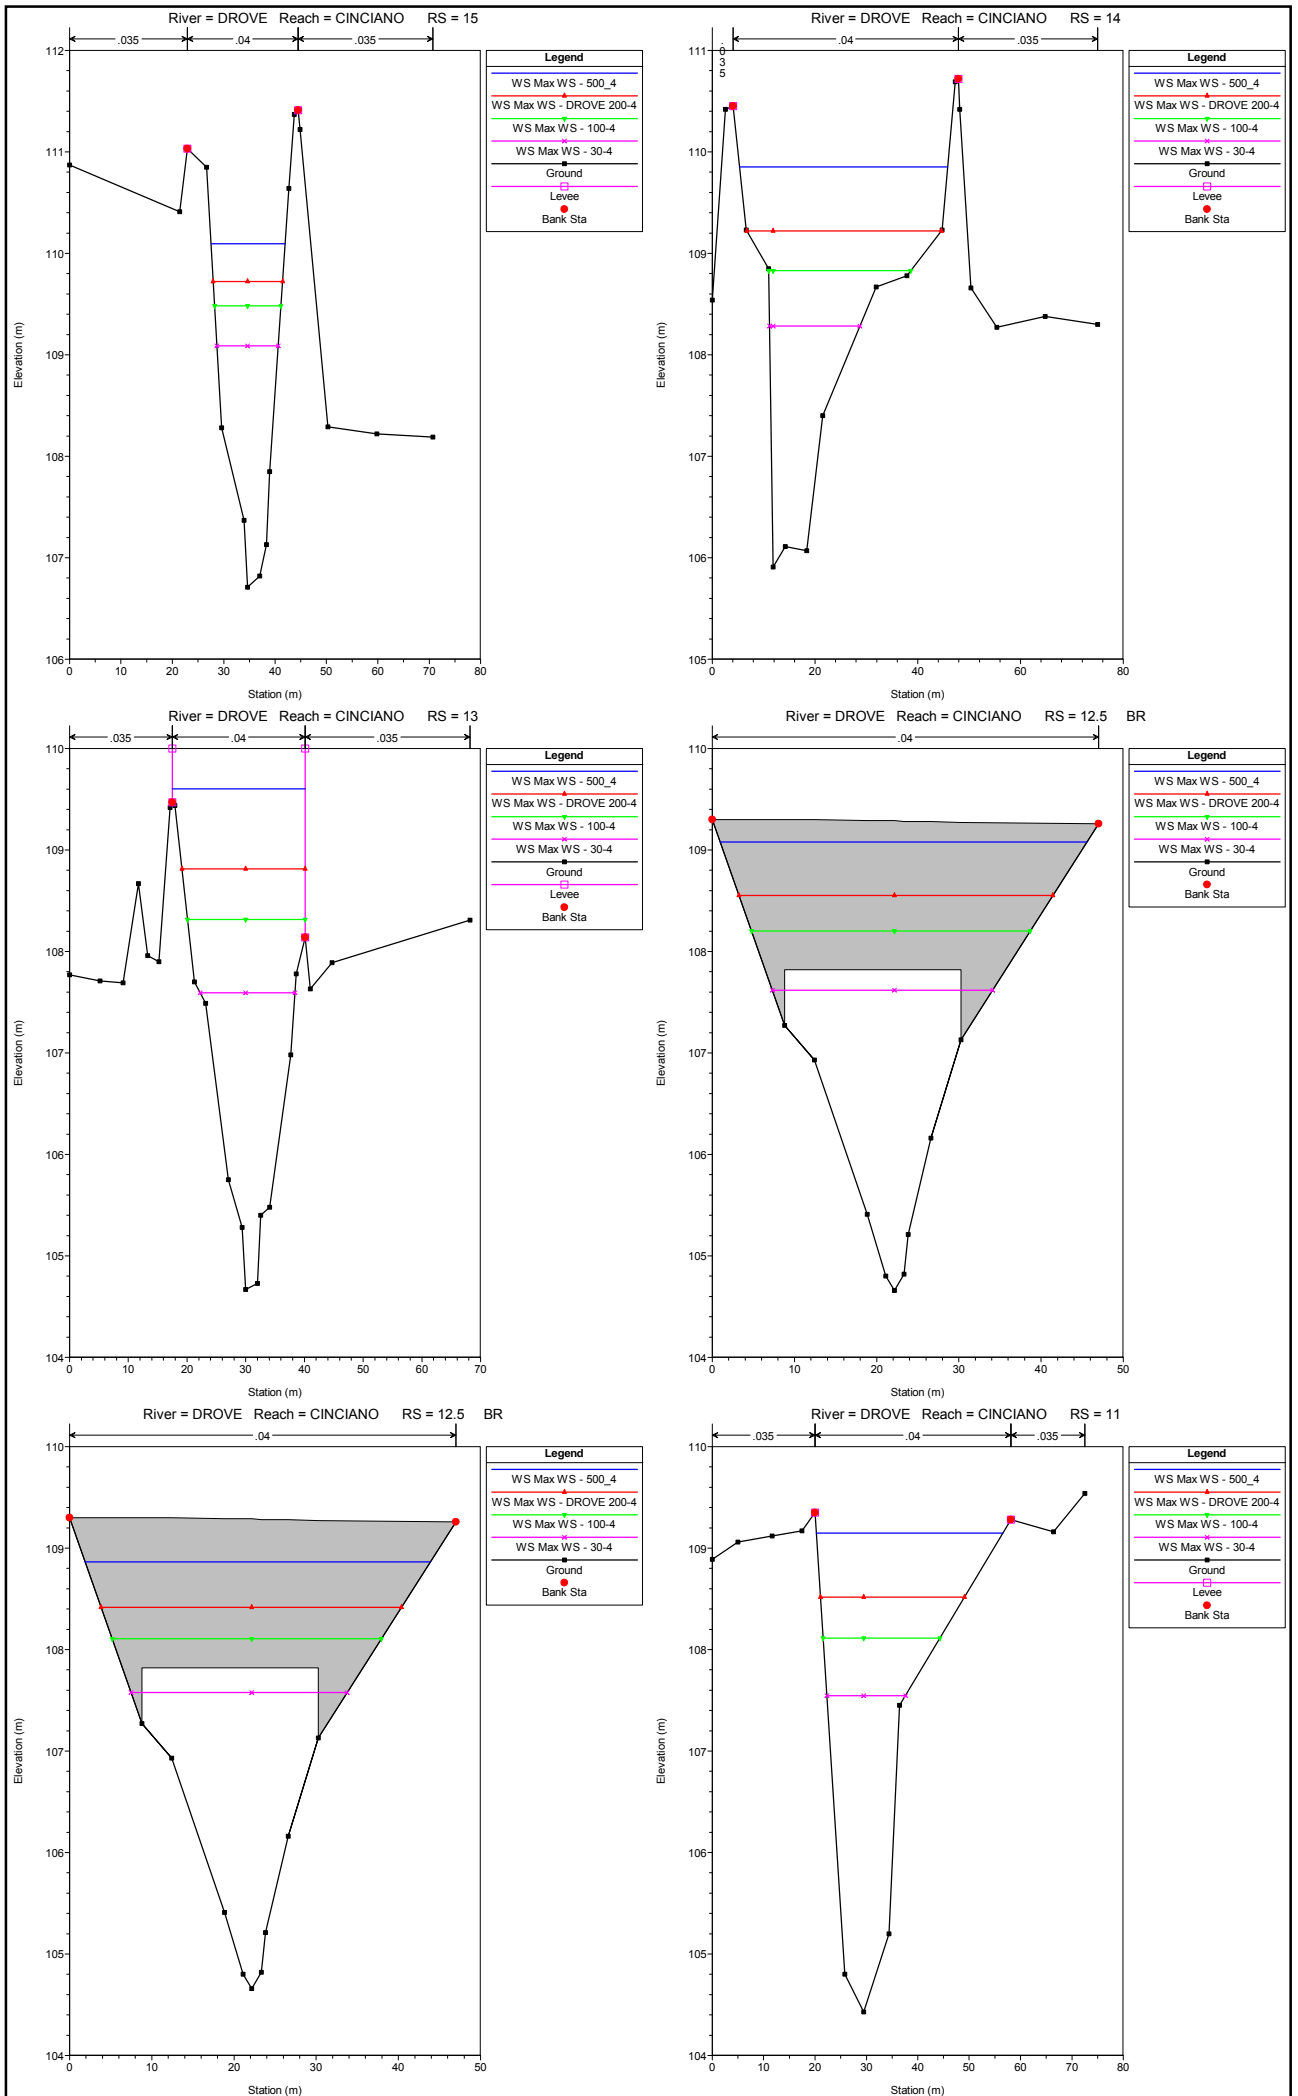 River = DROVE Reach = CINCIANO RS = 15
.035 .04 .035
Legend
WS Max WS - 500_4
WS Max WS - DROVE 200-4
WS Max WS - 100-4
WS Max WS - 30-4
Ground
Levee
Bank Sta
112
111
110
109
108
107
106
Elevation (m)
0 10 20 30 40 50 60 70 80
Station (m)
River = DROVE Reach = CINCIANO RS = 14
.035 .04 .035
Legend
WS Max WS - 500_4
WS Max WS - DROVE 200-4
WS Max WS - 100-4
WS Max WS - 30-4
Ground
Levee
Bank Sta
111
110
109
108
107
106
105
Elevation (m)
0 20 40 60 80
Station (m)
River = DROVE Reach = CINCIANO RS = 13
.035 .04 .035
Legend
WS Max WS - 500_4
WS Max WS - DROVE 200-4
WS Max WS - 100-4
WS Max WS - 30-4
Ground
Levee
Bank Sta
110
109
108
107
106
105
104
Elevation (m)
0 10 20 30 40 50 60 70
Station (m)
River = DROVE Reach = CINCIANO RS = 12.5 BR
.04
Legend
WS Max WS - 500_4
WS Max WS - DROVE 200-4
WS Max WS - 100-4
WS Max WS - 30-4
Ground
Bank Sta
110
109
108
107
106
105
104
Elevation (m)
0 10 20 30 40 50
Station (m)
River = DROVE Reach = CINCIANO RS = 12.5 BR
.04
Legend
WS Max WS - 500_4
WS Max WS - DROVE 200-4
WS Max WS - 100-4
WS Max WS - 30-4
Ground
Bank Sta
110
109
108
107
106
105
104
Elevation (m)
0 10 20 30 40 50
Station (m)
River = DROVE Reach = CINCIANO RS = 11
.035 .04 .035
Legend
WS Max WS - 500_4
WS Max WS - DROVE 200-4
WS Max WS - 100-4
WS Max WS - 30-4
Ground
Levee
Bank Sta
110
109
108
107
106
105
104
Elevation (m)
0 20 40 60 80
Station (m)